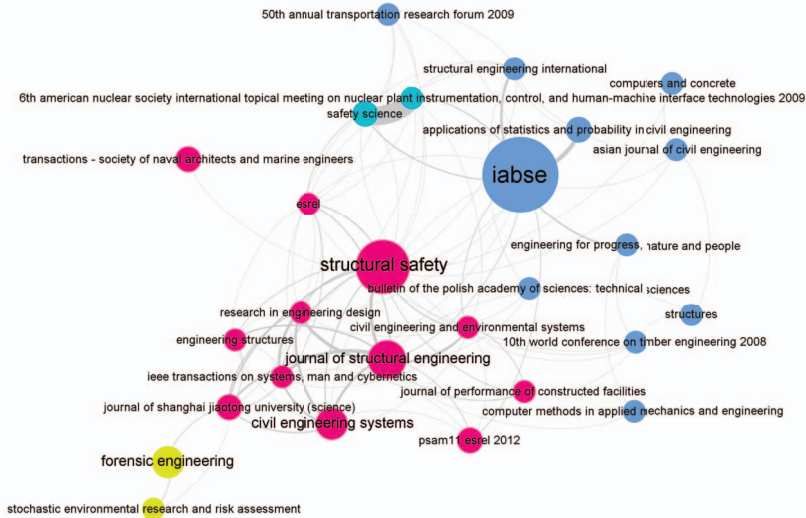 50th annual transportation research forum 2009
structural engineering international
computers and concrete
6th american nuclear society international topical meeting on nuclear plant instrumentation, control, and human-machine interface technologies 2009
safety science
applications of statistics and probability in civil engineering
asian journal of civil engineering
transactions - society of naval architects and marine engineers
iabse
esrel
engineering for progress, nature and people
structural safety
bulletin of the polish academy of sciences: technical sciences
research in engineering design
structures
civil engineering and environmental systems
engineering structures
10th world conference on timber engineering 2008
journal of structural engineering
ieee transactions on systems, man and cybernetics
journal of performance of constructed facilities
journal of shanghai jiaotong university (science)
computer methods in applied mechanics and engineering
civil engineering systems
psam11 esrel 2012
forensic engineering
stochastic environmental research and risk assessment